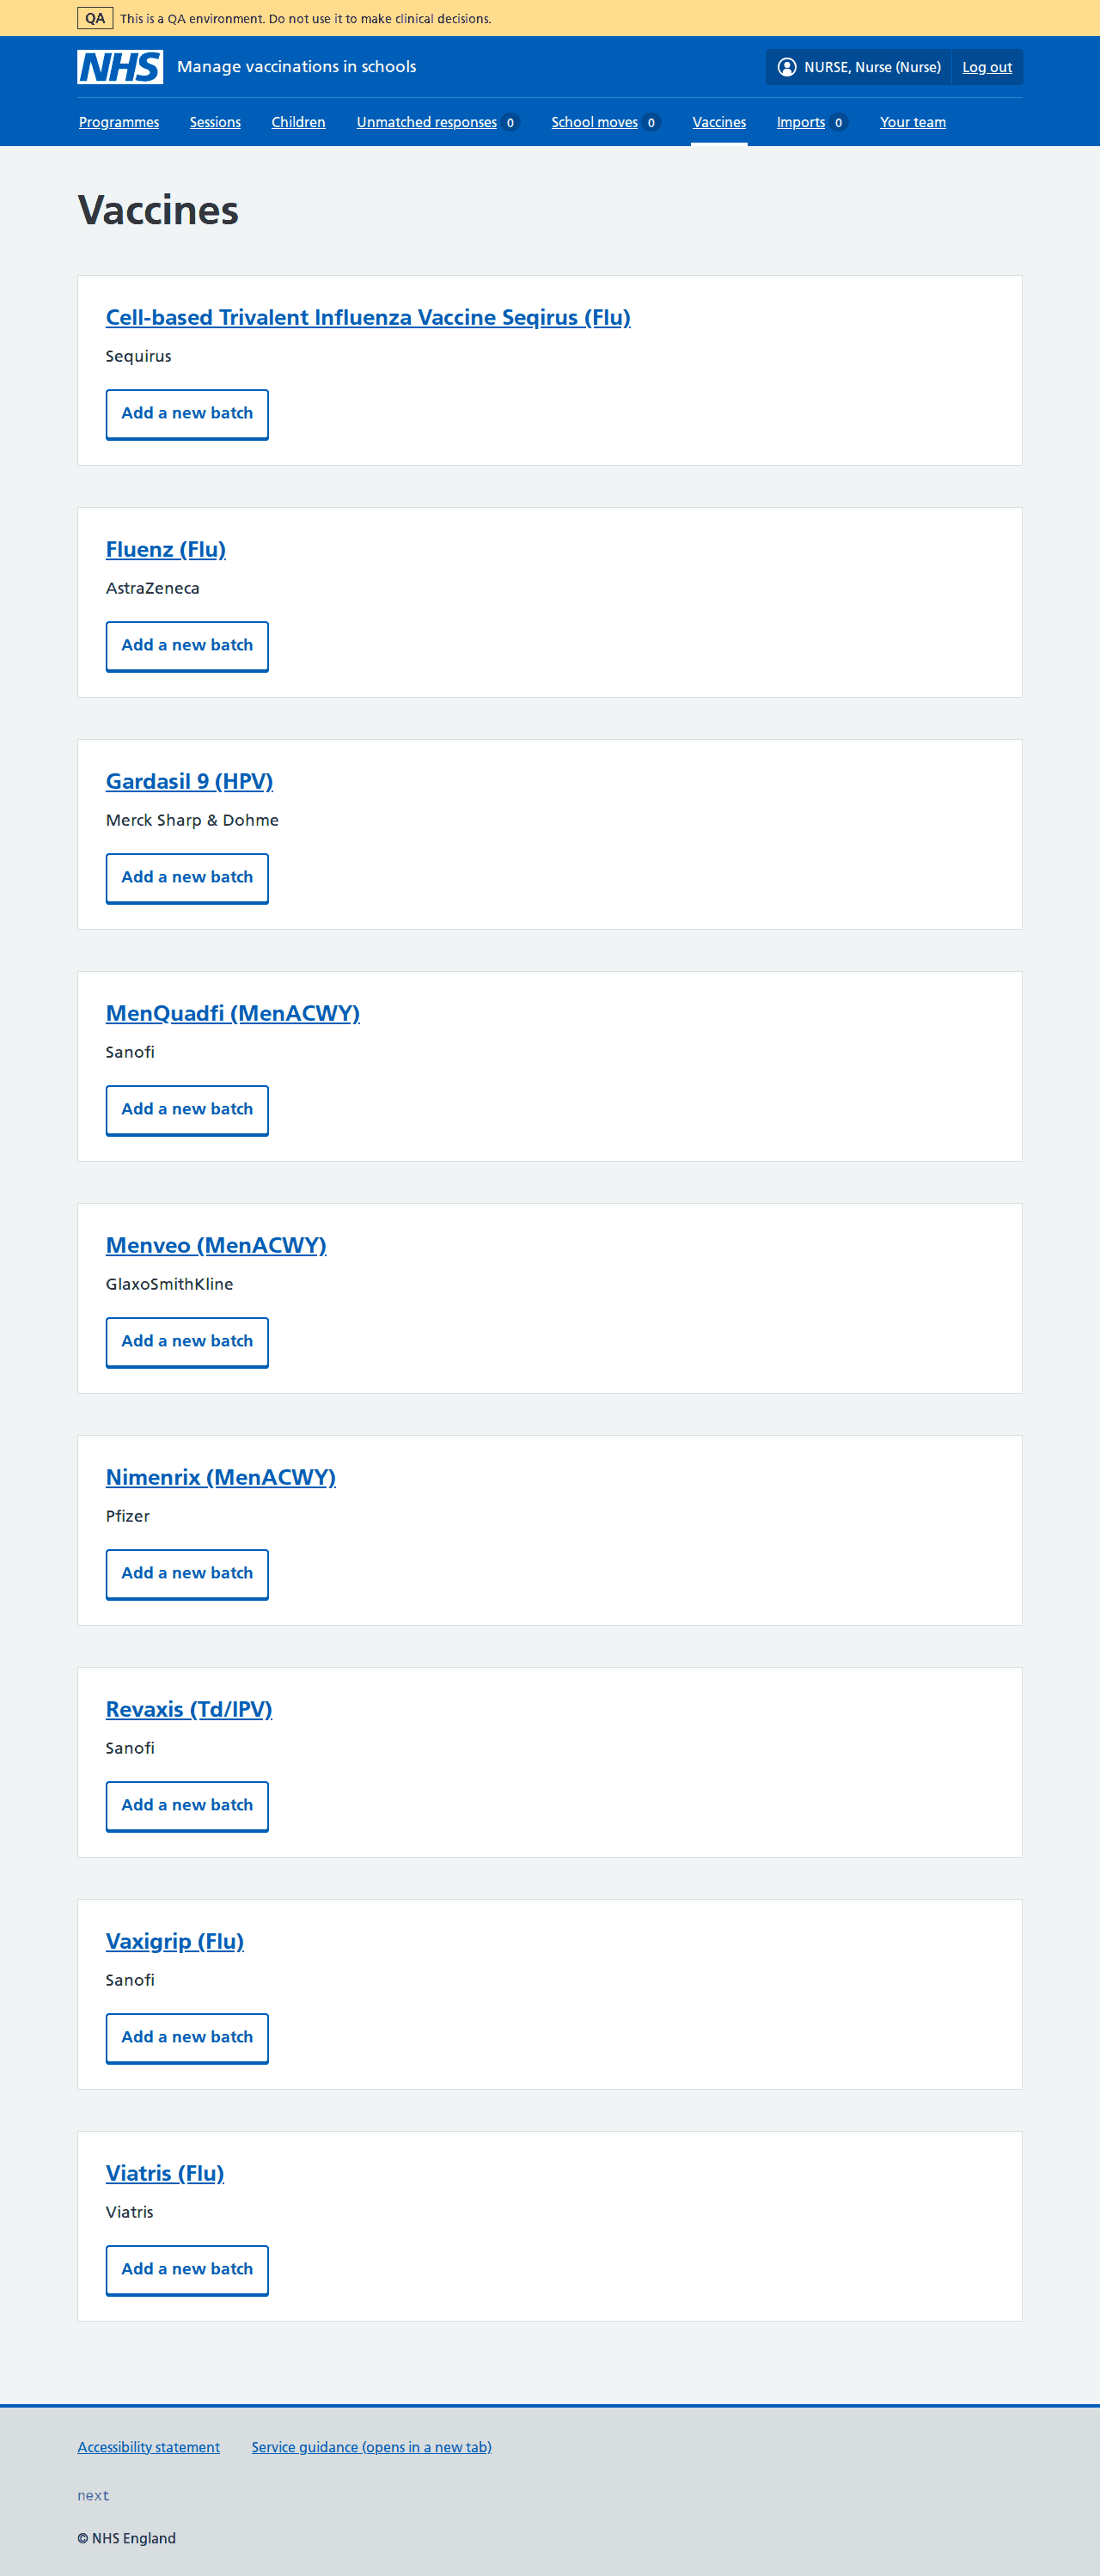 QA This is a QA environment. Do not use it to make clinical decisions.
NHS Manage vaccinations in schools NURSE, Nurse (Nurse) Log out
Programmes Sessions Children Unmatched responses 0 School moves 0 Vaccines Imports 0 Your team
Vaccines
Cell-based Trivalent Influenza Vaccine Seqirus (Flu)
Sequirus
Add a new batch
Fluenz (Flu)
AstraZeneca
Add a new batch
Gardasil 9 (HPV)
Merck Sharp & Dohme
Add a new batch
MenQuadfi (MenACWY)
Sanofi
Add a new batch
Menveo (MenACWY)
GlaxoSmithKline
Add a new batch
Nimenrix (MenACWY)
Pfizer
Add a new batch
Revaxis (Td/IPV)
Sanofi
Add a new batch
Vaxigrip (Flu)
Sanofi
Add a new batch
Viatris (Flu)
Viatris
Add a new batch
Accessibility statement Service guidance (opens in a new tab)
next
© NHS England